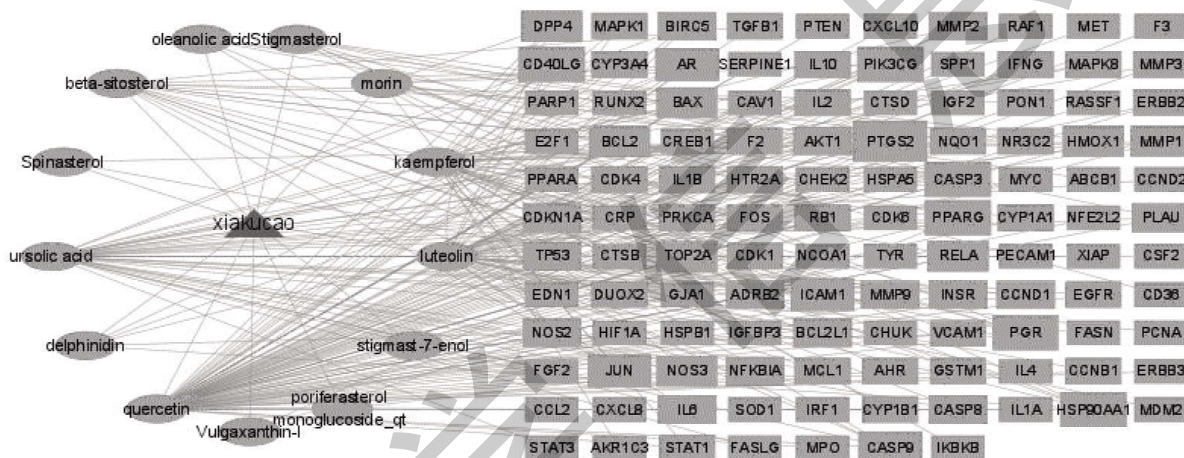 oleanolic acid Stigmasterol
beta-sitosterol
morin
Spinasterol
kaempferol
xiakucao
ursolic acid
luteolin
delphinidin
stigmast-7-enol
quercetin
poriferasterol
monoglucoside_qt
Vulgaxanthin-I
DPP4 MAPK1 BIRC5 TGFB1 PTEN CXCL10 MMP2 RAF1 MET F3
CD40LG CYP3A4 AR SERPINE1 IL10 PIK3CG SPP1 IFNG MAPK8 MMP3
PARP1 RUNX2 BAX CAV1 IL2 CTSD IGF2 PON1 RASSF1 ERBB2
E2F1 BCL2 CREB1 F2 AKT1 PTGS2 NQO1 NR3C2 HMOX1 MMP1
PPARA CDK4 IL1B HTR2A CHEK2 HSPA5 CASP3 MYC ABCB1 CCND2
CDKN1A CRP PRKCA FOS RB1 CDK6 PPARG CYP1A1 NFE2L2 PLAU
TP53 CTSB TOP2A CDK1 NCOA1 TYR RELA PECAM1 XIAP CSF2
EDN1 DUOX2 GJA1 ADRB2 ICAM1 MMP9 INSR CCND1 EGFR CD36
NOS2 HIF1A HSPB1 IGFBP3 BCL2L1 CHUK VCAM1 PGR FASN PCNA
FGF2 JUN NOS3 NFKBIA MCL1 AHR GSTM1 IL4 CCNB1 ERBB3
CCL2 CXCL8 IL6 SOD1 IRF1 CYP1B1 CASP8 IL1A HSP90AA1 MDM2
STAT3 AKR1C3 STAT1 FASLG MPO CASP9 IKBKB